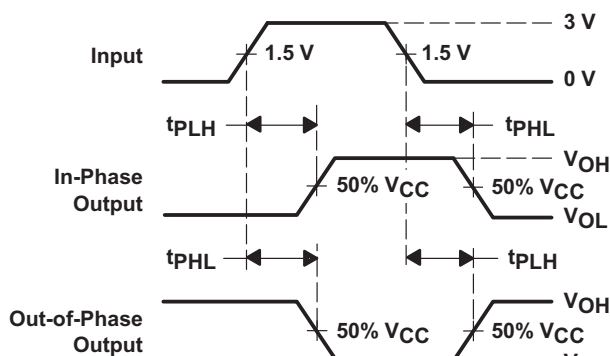 3 V
Input
1.5 V
1.5 V
0 V
tPLH
tPHL
VOH
In-Phase
Output
50% VCC
50% VCC
VOL
tPHL
tPLH
VOH
Out-of-Phase
Output
50% VCC
50% VCC